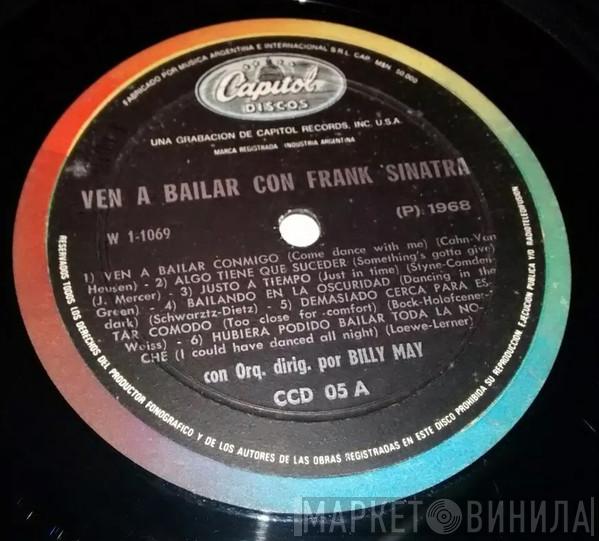 FABRICADO POR MUSICA ARGENTINA E INTERNACIONAL S.R.L. CAP. M$N 50.000
Capitol
DISCOS
UNA GRABACION DE CAPITOL RECORDS, INC. U.S.A.
MARCA REGISTRADA INDUSTRIA ARGENTINA
VEN A BAILAR CON FRANK SINATRA
W 1-1069
(P). 1968
1) VEN A BAILAR CONMIGO (Come dance with me) (Cahn-Van
Heusen) - 2) ALGO TIENE QUE SUCEDER (Something's gotta give)
(J. Mercer) - 3) JUSTO A TIEMPO (Just in time) (Styne-Comden
Green) - 4) BAILANDO EN LA OSCURIDAD (Dancing in the
dark) (Schwarztz-Dietz) - 5) DEMASIADO CERCA PARA ES-
TAR COMODO (Too close for comfort) (Bock-Holofcener-
Weiss) - 6) HUBIERA PODIDO BAILAR TODA LA NO-
CHE (I could have danced all night) (Loewe-Lerner)
con Orq. dirig. por BILLY MAY
CCD 05 A
RESERVADOS TODOS LOS DERECHOS DEL PRODUCTOR FONOGRAFICO Y DE LOS AUTORES DE LAS OBRAS REGISTRADAS EN ESTE DISCO PROHIBIDA SU REPRODUCCION EJECUCION PUBLICA Y/O RADIOTELEFUSION
МАРКЕТ ВИНИЛА